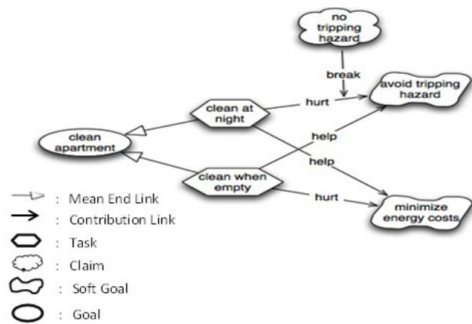 no
tripping
hazard
break
avoid tripping
hazard
clean at
night
hurt
help
clean
apartment
help
clean when
empty
hurt
minimize
energy costs
: Mean End Link
: Contribution Link
: Task
: Claim
: Soft Goal
: Goal